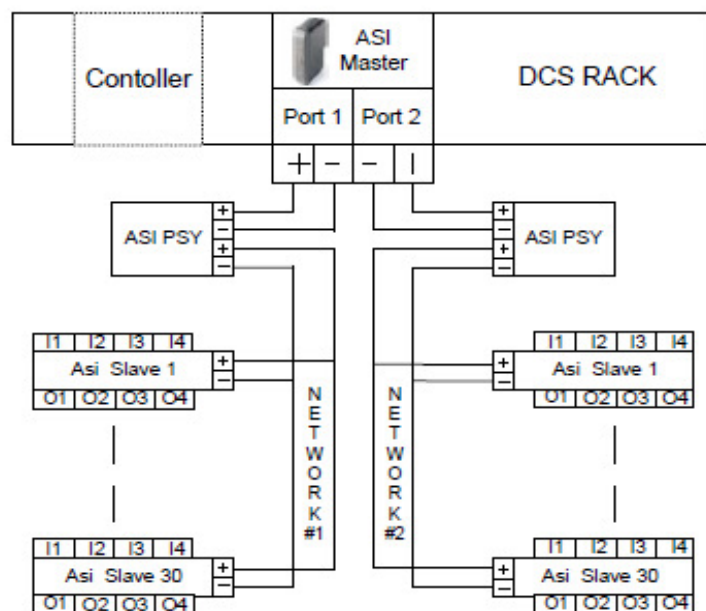 ASI
Master
Contoller
DCS RACK
Port 1 Port 2
+ − − |
ASI PSY + − + −
+ − + − ASI PSY
I1 I2 I3 I4
Asi Slave 1 + −
O1 O2 O3 O4
I1 I2 I3 I4
+ − Asi Slave 1
O1 O2 O3 O4
NETWORK
#1
NETWORK
#2
I1 I2 I3 I4
Asi Slave 30 + −
O1 O2 O3 O4
I1 I2 I3 I4
+ − Asi Slave 30
O1 O2 O3 O4